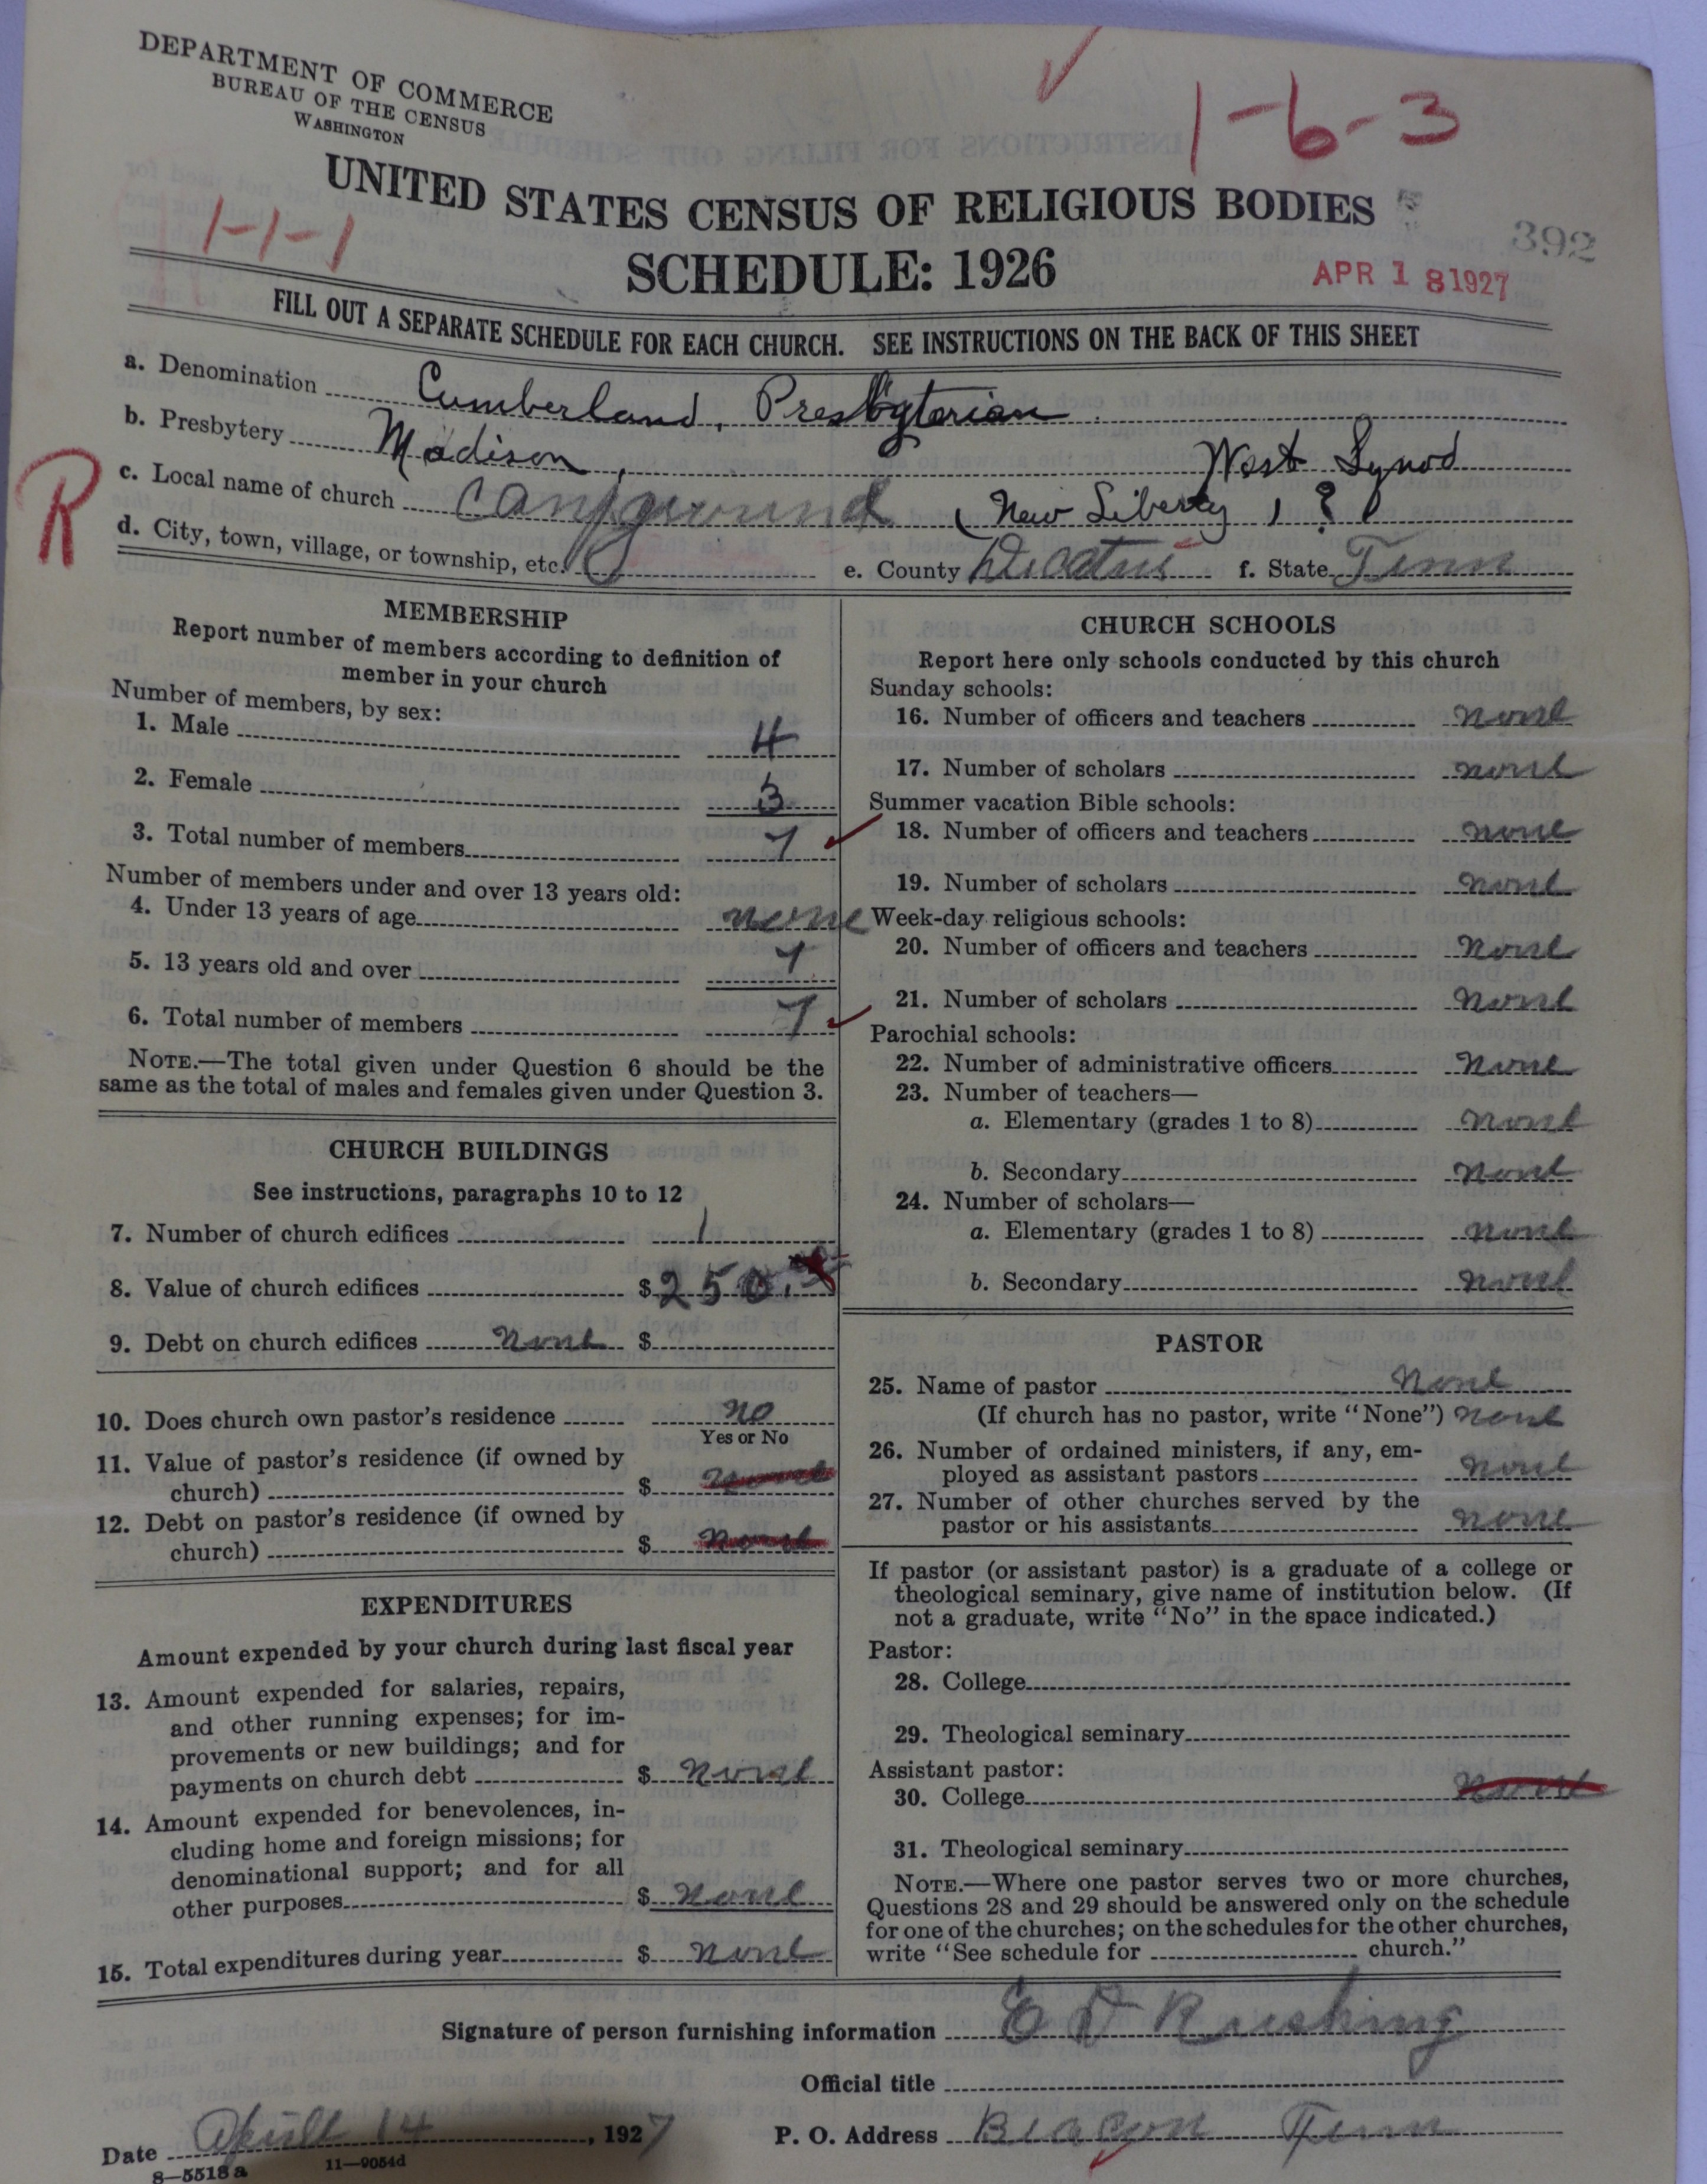 DEPARTMENT OF COMMERCE
BUREAU OF THE CENSUS
WASHINGTON
1-6-3
UNITED STATES CENSUS OF RELIGIOUS BODIES
1-1-1
392
SCHEDULE: 1926
APR 18 1927
FILL OUT A SEPARATE SCHEDULE FOR EACH CHURCH. SEE INSTRUCTIONS ON THE BACK OF THIS SHEET
a. Denomination Cumberland, Presbyterian
b. Presbytery Madison, West Synod
R
c. Local name of church Campground (New Liberty, ?
d. City, town, village, or township, etc. e. County Decatur f. State Tenn
MEMBERSHIP
Report number of members according to definition of
member in your church
Number of members, by sex:
1. Male 4
2. Female 3
3. Total number of members 7
Number of members under and over 13 years old:
4. Under 13 years of age none
5. 13 years old and over 7
6. Total number of members 7
NOTE.—The total given under Question 6 should be the
same as the total of males and females given under Question 3.
CHURCH BUILDINGS
See instructions, paragraphs 10 to 12
7. Number of church edifices 1
8. Value of church edifices $250.
9. Debt on church edifices None $
10. Does church own pastor's residence no
Yes or No
11. Value of pastor's residence (if owned by
church) $ None
12. Debt on pastor's residence (if owned by
church) $ None
EXPENDITURES
Amount expended by your church during last fiscal year
13. Amount expended for salaries, repairs,
and other running expenses; for im-
provements or new buildings; and for
payments on church debt $ None
14. Amount expended for benevolences, in-
cluding home and foreign missions; for
denominational support; and for all
other purposes $ None
15. Total expenditures during year $ None
CHURCH SCHOOLS
Report here only schools conducted by this church
Sunday schools:
16. Number of officers and teachers none
17. Number of scholars none
Summer vacation Bible schools:
18. Number of officers and teachers none
19. Number of scholars none
Week-day religious schools:
20. Number of officers and teachers none
21. Number of scholars none
Parochial schools:
22. Number of administrative officers none
23. Number of teachers—
a. Elementary (grades 1 to 8) none
b. Secondary none
24. Number of scholars—
a. Elementary (grades 1 to 8) none
b. Secondary none
PASTOR
25. Name of pastor None
(If church has no pastor, write "None") none
26. Number of ordained ministers, if any, em-
ployed as assistant pastors none
27. Number of other churches served by the
pastor or his assistants none
If pastor (or assistant pastor) is a graduate of a college or
theological seminary, give name of institution below. (If
not a graduate, write "No" in the space indicated.)
Pastor:
28. College
29. Theological seminary
Assistant pastor:
30. College None
31. Theological seminary
NOTE.—Where one pastor serves two or more churches,
Questions 28 and 29 should be answered only on the schedule
for one of the churches; on the schedules for the other churches,
write "See schedule for church."
Signature of person furnishing information E D Rushing
Official title
Date Aprill 14, 1927 P. O. Address Beacon Tenn
8—5518a 11—9054d